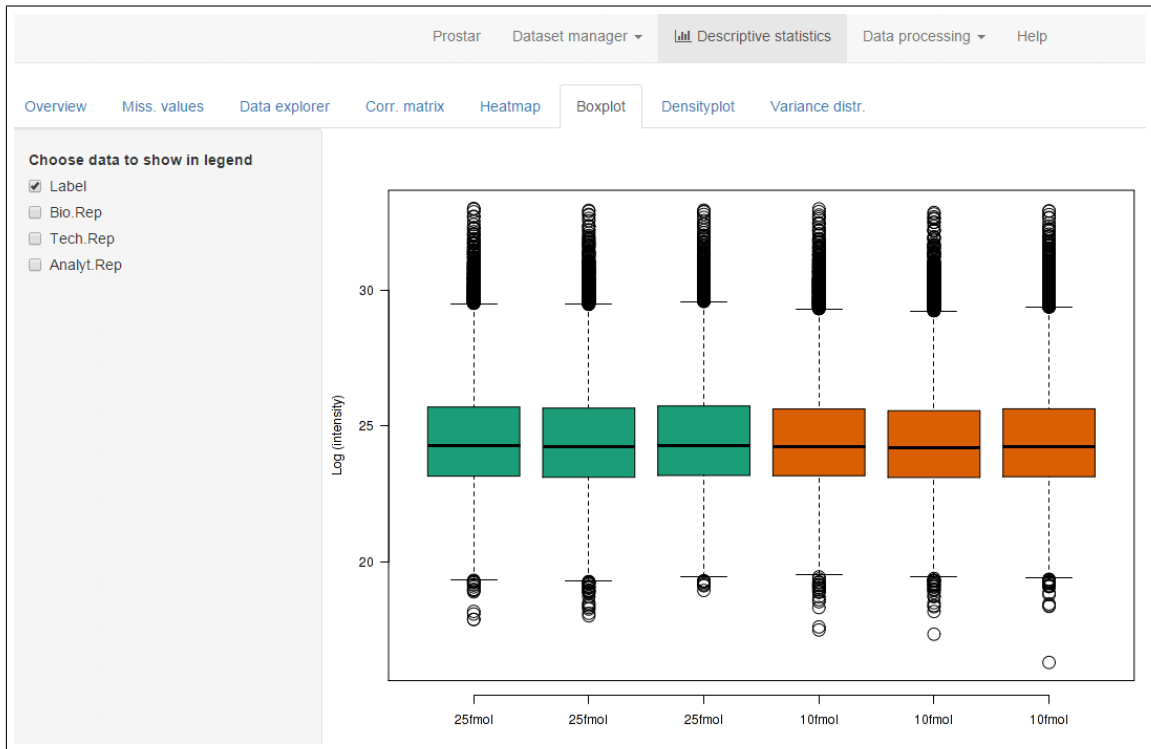 Prostar Dataset manager Descriptive statistics Data processing Help
Overview Miss. values Data explorer Corr. matrix Heatmap Boxplot Densityplot Variance distr.
Choose data to show in legend
Label
Bio.Rep
Tech.Rep
Analyt.Rep
Log (intensity)
30
25
20
25fmol 25fmol 25fmol 10fmol 10fmol 10fmol